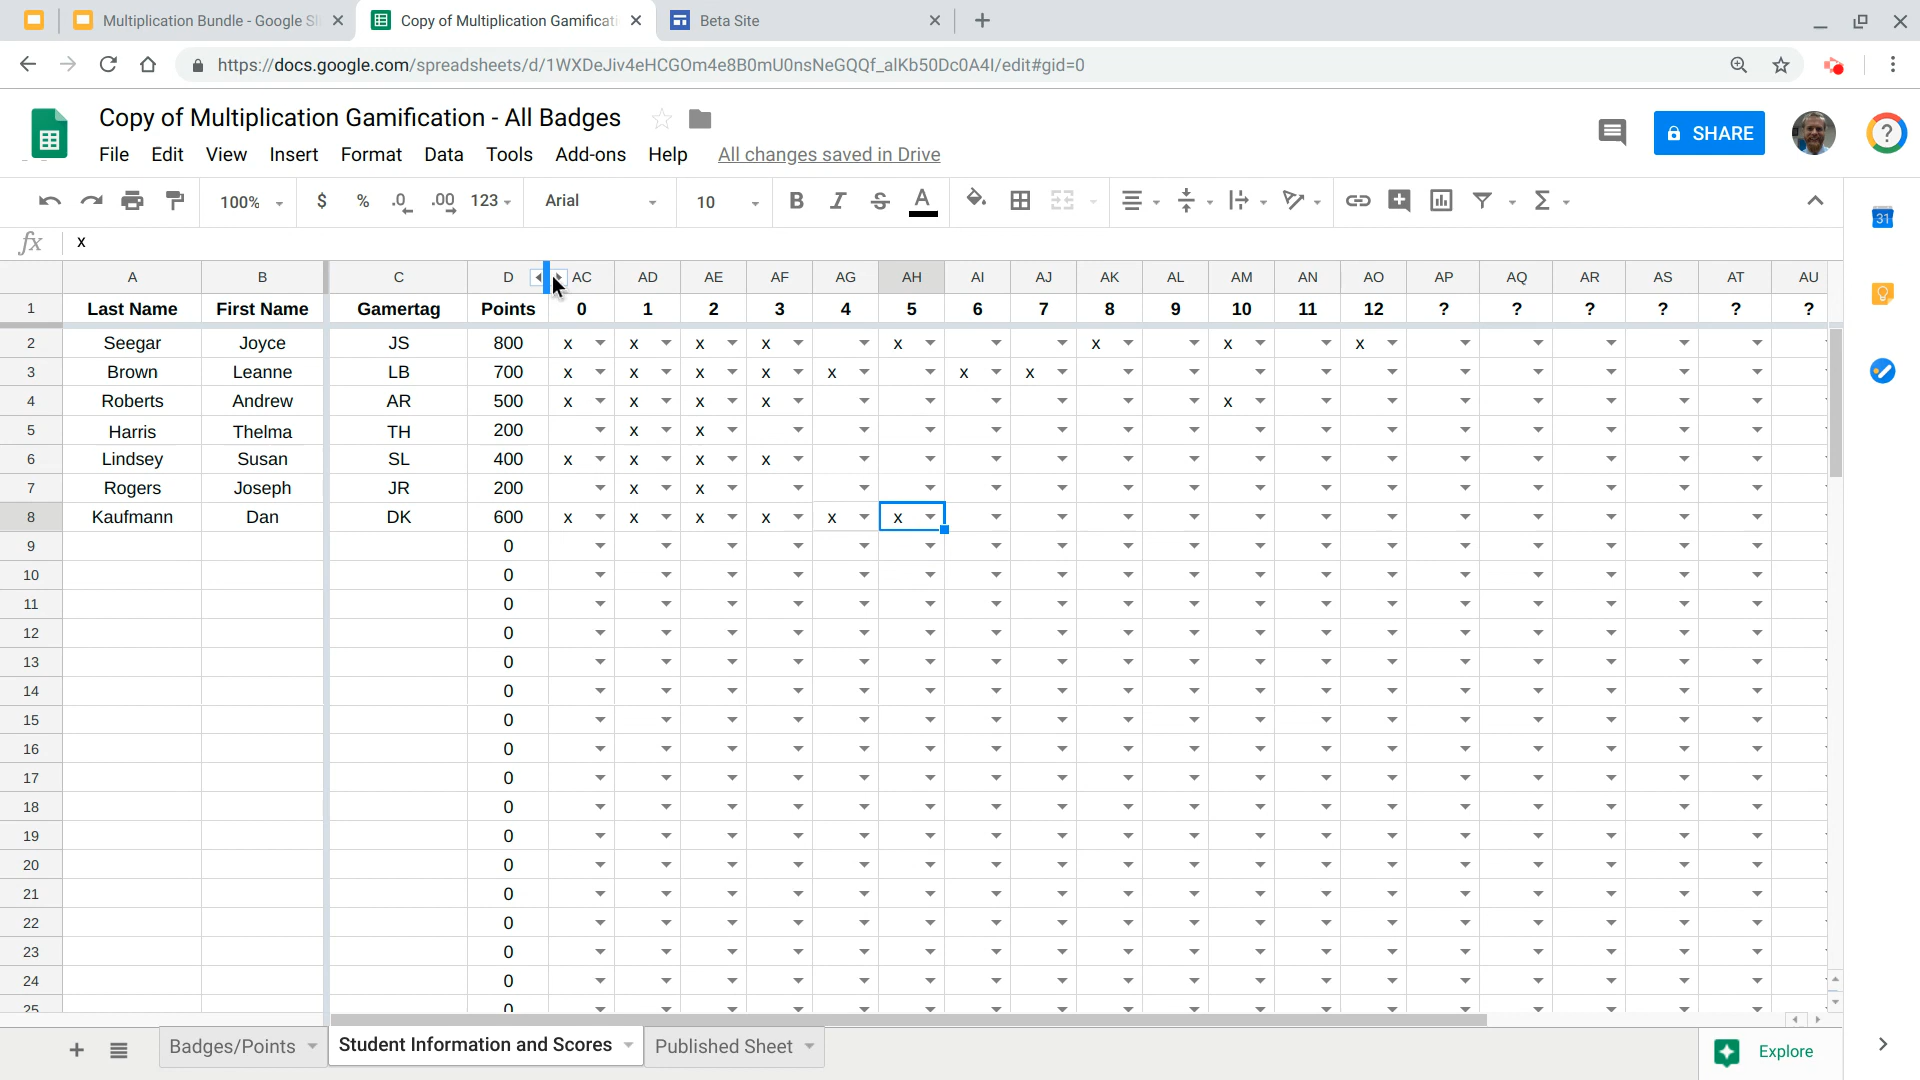 Multiplication Bundle - Google Sl
Copy of Multiplication Gamificati
Beta Site
https://docs.google.com/spreadsheets/d/1WXDeJiv4eHCGOm4e8B0mU0nsNeGQQf_alKb50Dc0A4I/edit#gid=0
Copy of Multiplication Gamification - All Badges
SHARE
File Edit View Insert Format Data Tools Add-ons Help All changes saved in Drive
100% $ % .0 .00 123 Arial 10 B I S A
31
fx x
A B C D AC AD AE AF AG AH AI AJ AK AL AM AN AO AP AQ AR AS AT AU
1 Last Name First Name Gamertag Points 0 1 2 3 4 5 6 7 8 9 10 11 12 ? ? ? ? ? ?
2 Seegar Joyce JS 800 x x x x x x x x
3 Brown Leanne LB 700 x x x x x x x
4 Roberts Andrew AR 500 x x x x x
5 Harris Thelma TH 200 x x
6 Lindsey Susan SL 400 x x x x
7 Rogers Joseph JR 200 x x
8 Kaufmann Dan DK 600 x x x x x x
9 0
10 0
11 0
12 0
13 0
14 0
15 0
16 0
17 0
18 0
19 0
20 0
21 0
22 0
23 0
24 0
25 0
Badges/Points Student Information and Scores Published Sheet Explore